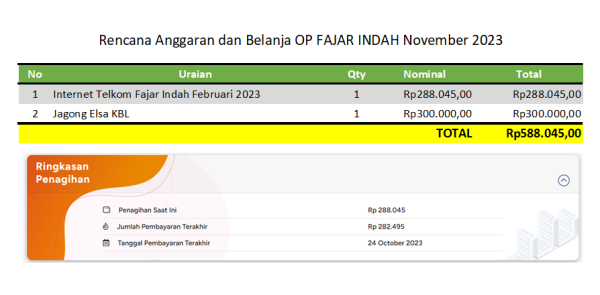 Rencana Anggaran dan Belanja OP FAJAR INDAH November 2023
No Uraian Qty Nominal Total
1 Internet Telkom Fajar Indah Februari 2023 1 Rp288.045,00 Rp288.045,00
2 Jagong Elsa KBL 1 Rp300.000,00 Rp300.000,00
TOTAL Rp588.045,00
Ringkasan
Penagihan
Penagihan Saat Ini Rp 288.045
Jumlah Pembayaran Terakhir Rp 282.495
Tanggal Pembayaran Terakhir 24 October 2023